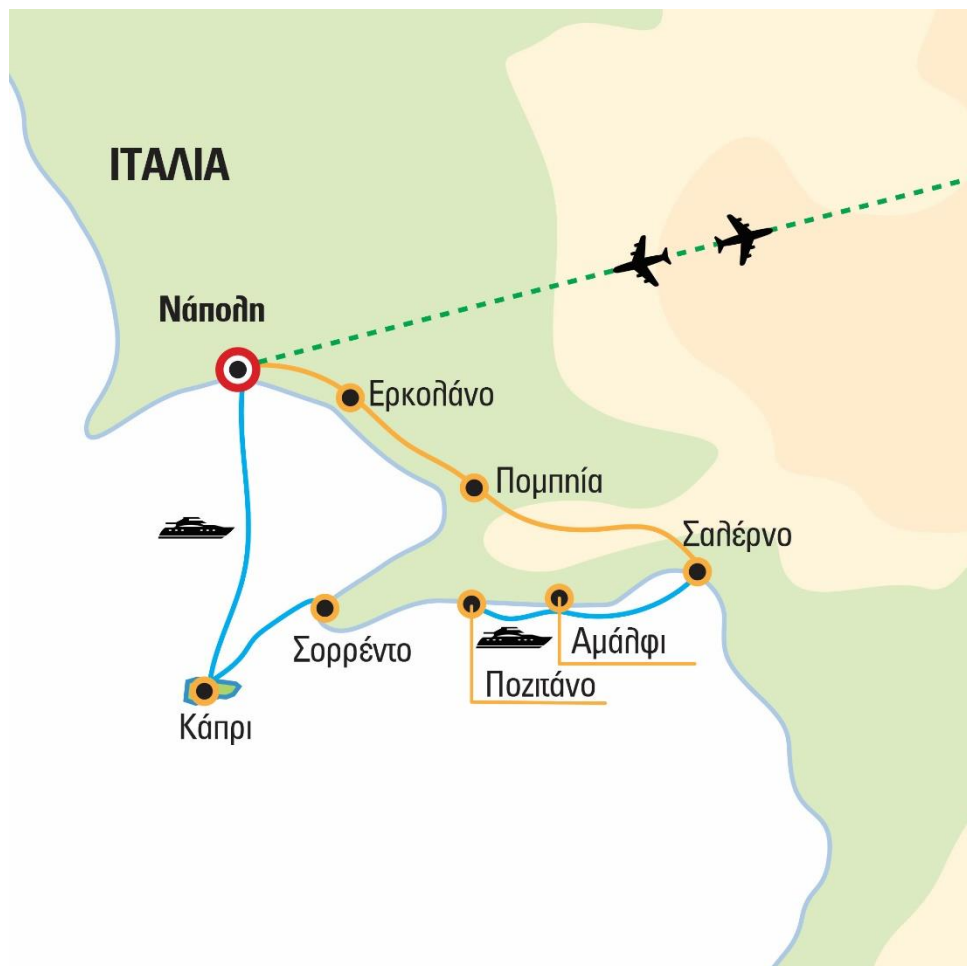 ΙΤΑΛΙΑ
Νάπολη
Ερκολάνο
Πομπηία
Σαλέρνο
Αμάλφι
Σορρέντο
Ποζιτάνο
Κάπρι